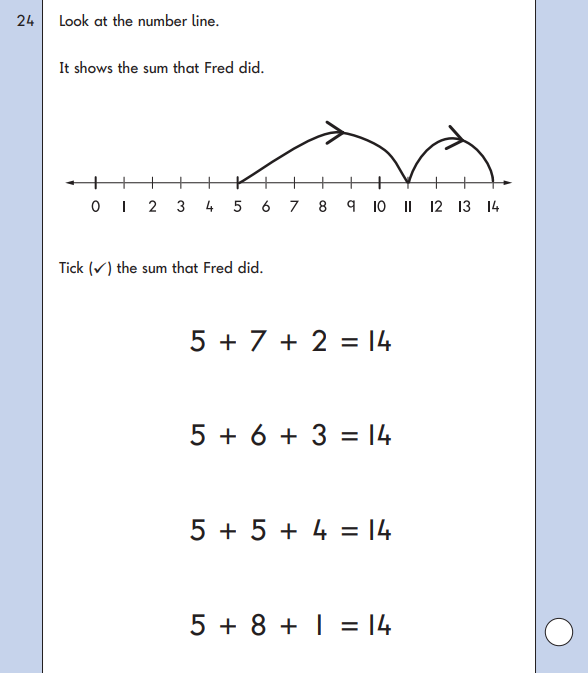 24 Look at the number line.
It shows the sum that Fred did.
0 1 2 3 4 5 6 7 8 9 10 11 12 13 14
Tick (✓) the sum that Fred did.
5 + 7 + 2 = 14
5 + 6 + 3 = 14
5 + 5 + 4 = 14
5 + 8 + 1 = 14